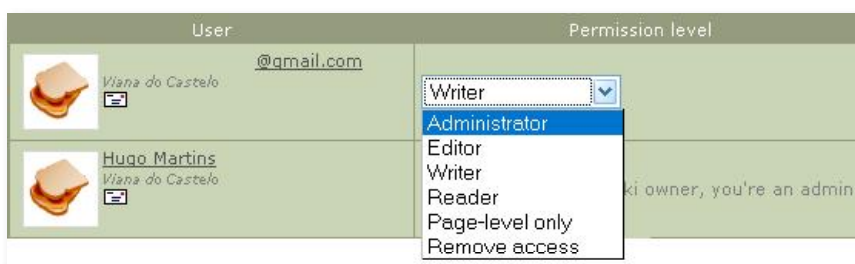 User Permission level
@gmail.com
Viana do Castelo
Writer
Administrator
Editor
Writer
Reader
Page-level only
Remove access
Hugo Martins
Viana do Castelo
owner, you're an admin